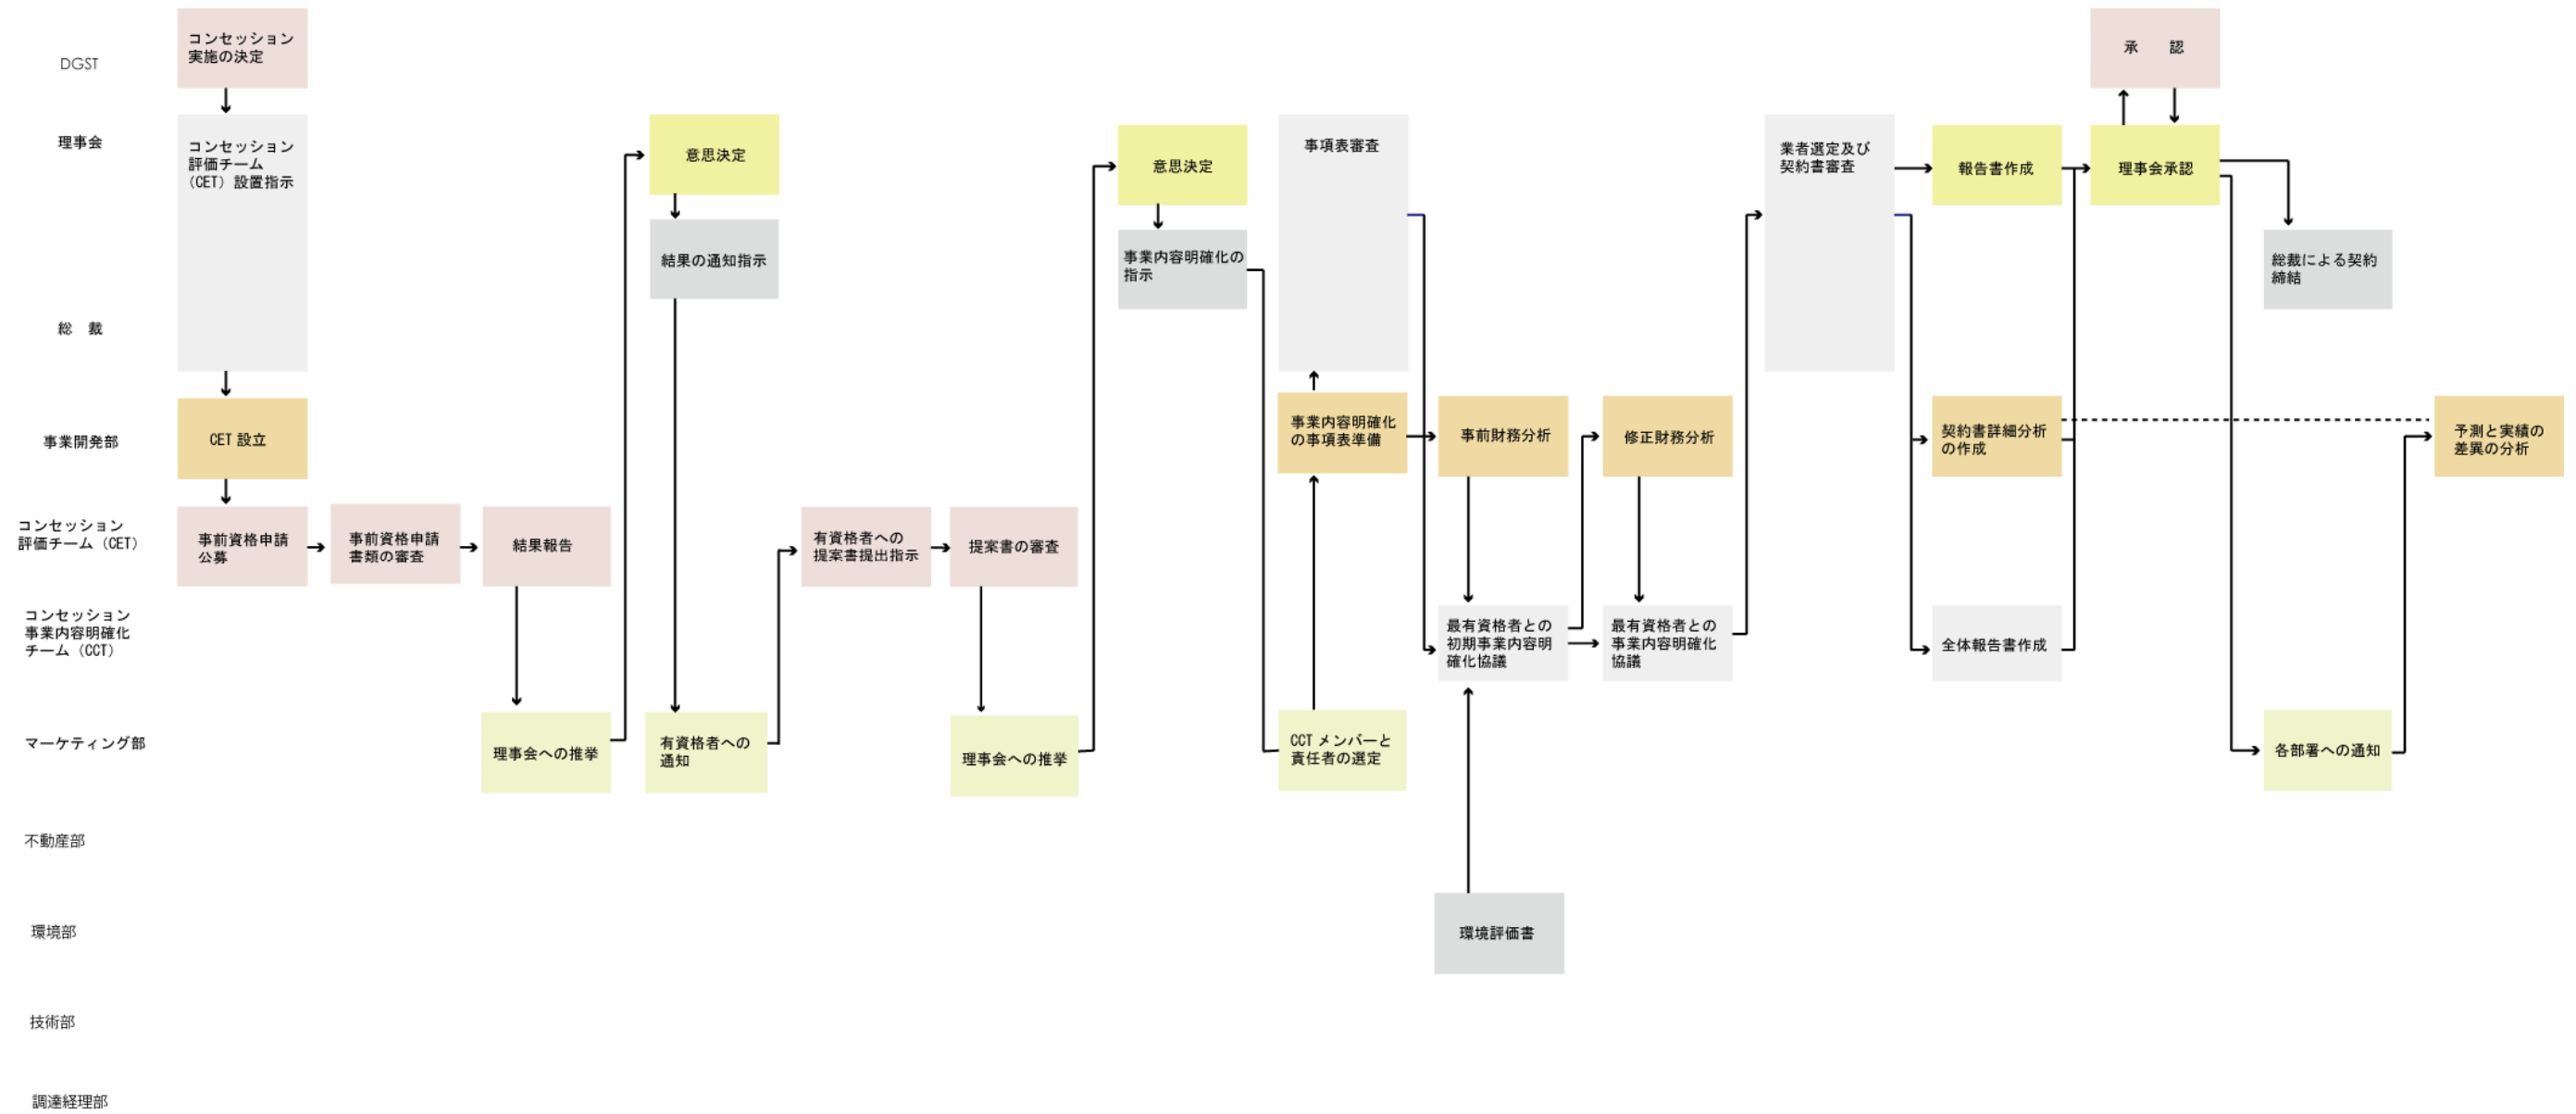 DGST
理事会
総　裁
事業開発部
コンセッション
評価チーム（CET）
コンセッション
事業内容明確化
チーム（CCT）
マーケティング部
不動産部
環境部
技術部
調達経理部
コンセッション
実施の決定
コンセッション
評価チーム
（CET）設置指示
CET 設立
事前資格申請
公募
事前資格申請
書類の審査
結果報告
理事会への推挙
意思決定
結果の通知指示
有資格者への
通知
有資格者への
提案書提出指示
提案書の審査
理事会への推挙
意思決定
事業内容明確化の
指示
CCT メンバーと
責任者の選定
事業内容明確化
の事項表準備
事項表審査
事前財務分析
最有資格者との
初期事業内容明
確化協議
環境評価書
修正財務分析
最有資格者との
事業内容明確化
協議
業者選定及び
契約書審査
報告書作成
契約書詳細分析
の作成
全体報告書作成
理事会承認
承　　認
総裁による契約
締結
各部署への通知
予測と実績の
差異の分析